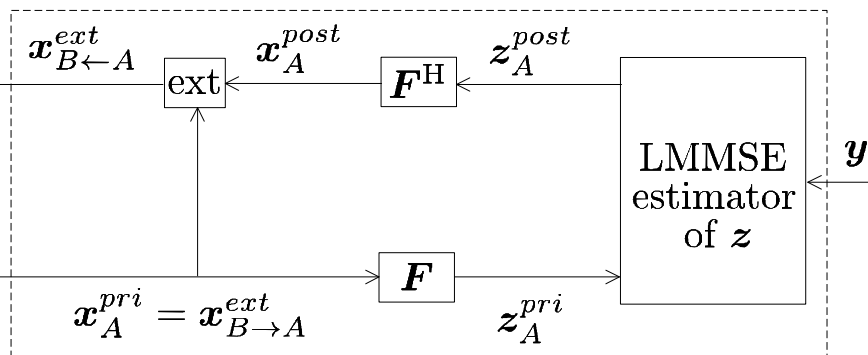 x_{B←A}^{ext}
ext
x_A^{post}
F^H
z_A^{post}
LMMSE
estimator
of z
y
x_A^{pri} = x_{B→A}^{ext}
F
z_A^{pri}